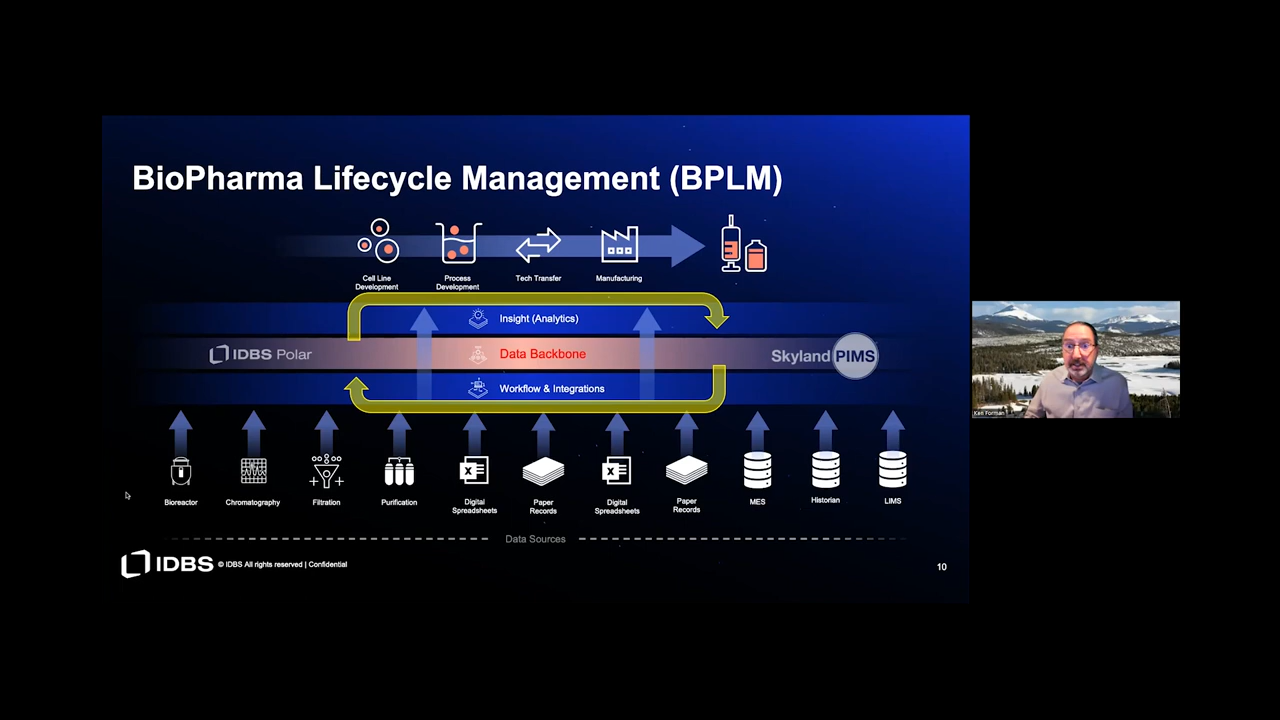 BioPharma Lifecycle Management (BPLM)
Cell Line
Development
Process
Development
Tech Transfer
Manufacturing
Insight (Analytics)
IDBS Polar
Data Backbone
Skyland PIMS
Workflow & Integrations
Bioreactor
Chromatography
Filtration
Purification
X
Digital
Spreadsheets
Paper
Records
X
Digital
Spreadsheets
Paper
Records
MES
Historian
LIMS
Data Sources
IDBS © IDBS All rights reserved | Confidential
10
Ken Forman